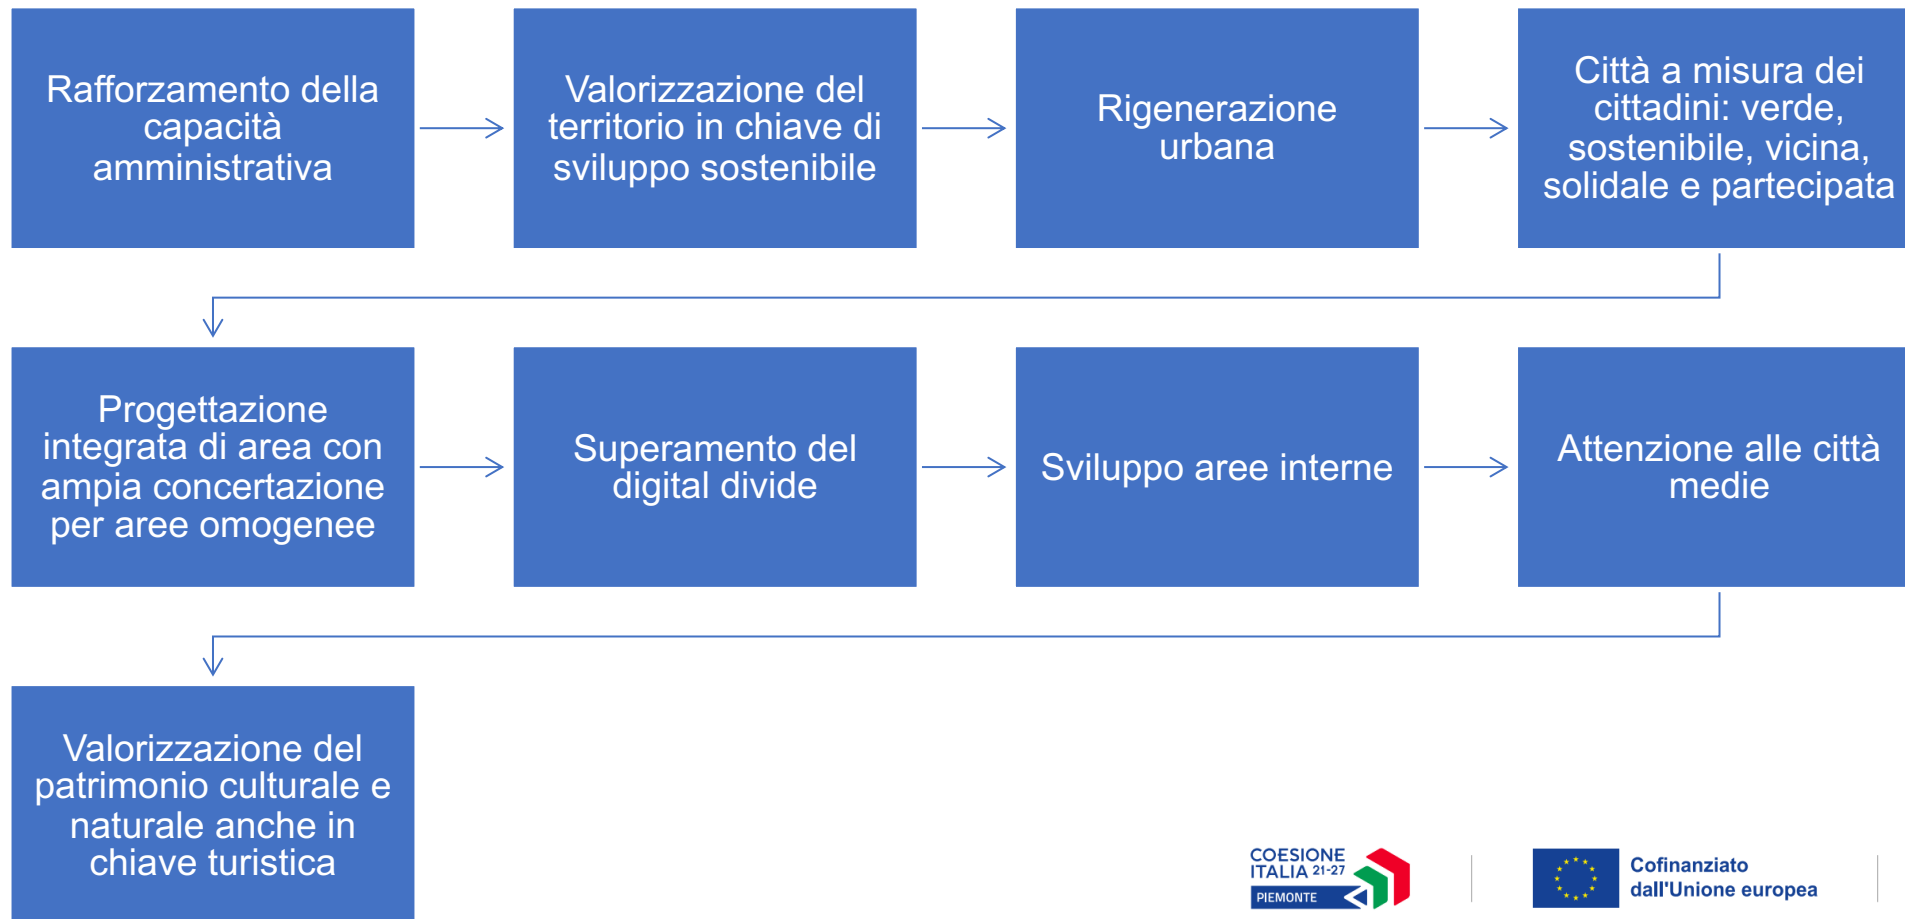 Rafforzamento della
capacità
amministrativa
Valorizzazione del
territorio in chiave di
sviluppo sostenibile
Rigenerazione
urbana
Città a misura dei
cittadini: verde,
sostenibile, vicina,
solidale e partecipata
Progettazione
integrata di area con
ampia concertazione
per aree omogenee
Superamento del
digital divide
Sviluppo aree interne
Attenzione alle città
medie
Valorizzazione del
patrimonio culturale e
naturale anche in
chiave turistica
COESIONE
ITALIA 21-27
PIEMONTE
Cofinanziato
dall'Unione europea